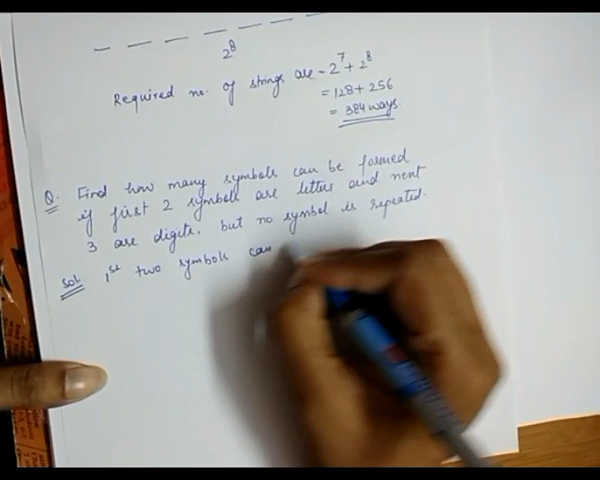 2^8
Required no. of strings are = 2^7 + 2^8
= 128 + 256
= 384 ways.
Q. Find how many symbols can be formed
if first 2 symbols are letters and next
3 are digits. but no symbol is repeated.
Sol 1st two symbols can